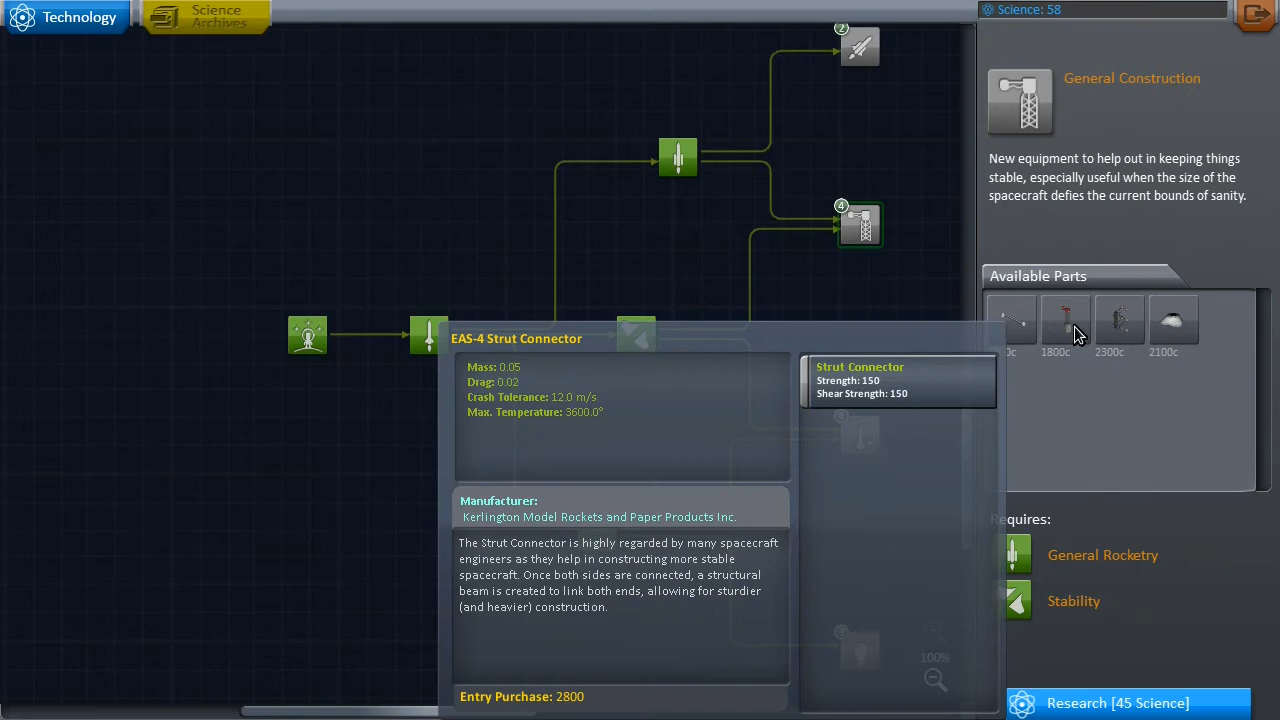 Technology
Science
Archives
Science: 58
2
General Construction
New equipment to help out in keeping things
stable, especially useful when the size of the
spacecraft defies the current bounds of sanity.
4
Available Parts
1800c
2300c
2100c
EAS-4 Strut Connector
Mass: 0.05
Drag: 0.02
Crash Tolerance: 12.0 m/s
Max. Temperature: 3600.0°
Strut Connector
Strength: 150
Shear Strength: 150
Manufacturer:
Kerlington Model Rockets and Paper Products Inc.
The Strut Connector is highly regarded by many spacecraft
engineers as they help in constructing more stable
spacecraft. Once both sides are connected, a structural
beam is created to link both ends, allowing for sturdier
(and heavier) construction.
Entry Purchase: 2800
100%
Requires:
General Rocketry
Stability
Research [45 Science]